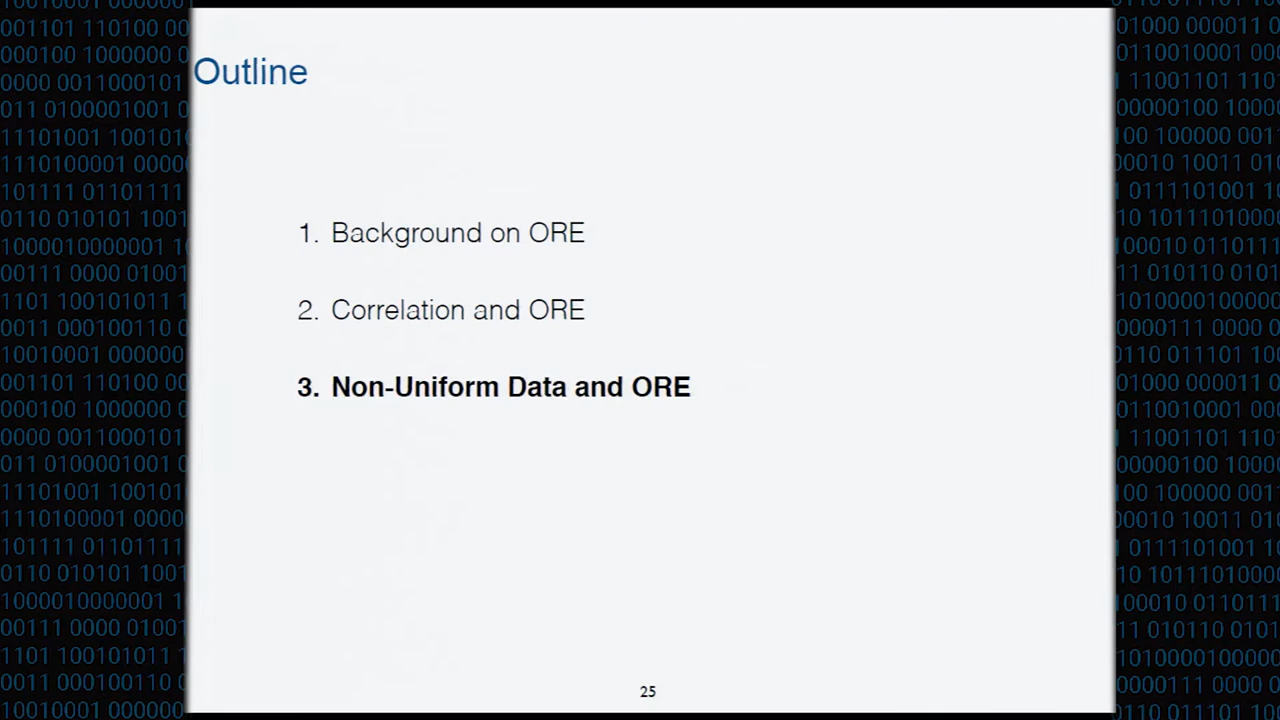 Outline
1. Background on ORE
2. Correlation and ORE
3. Non-Uniform Data and ORE
25